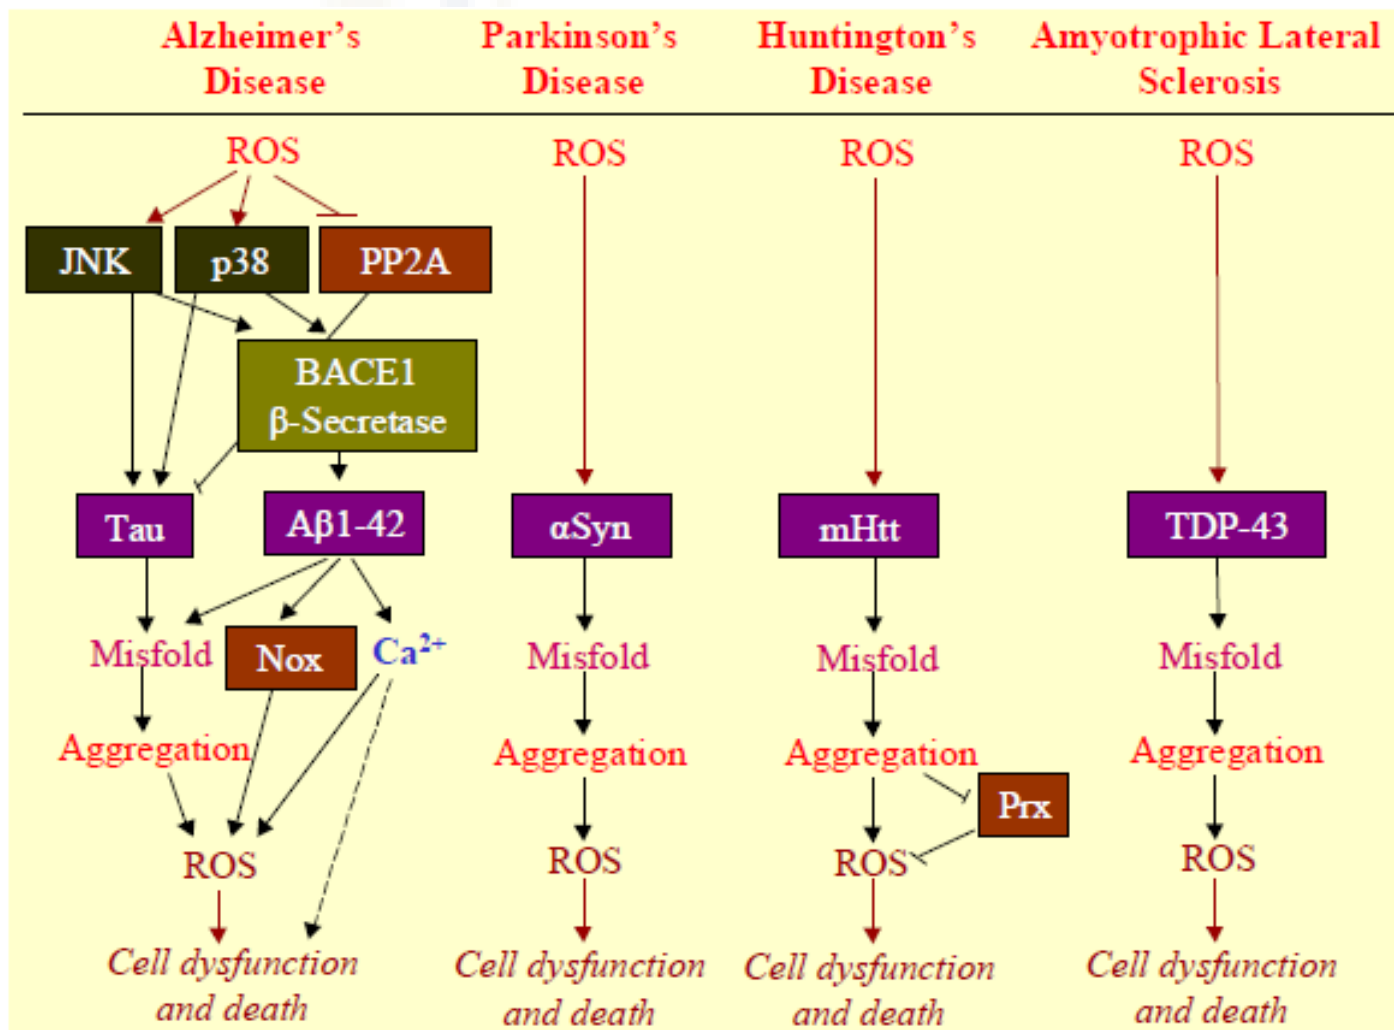 Alzheimer’s
Disease
Parkinson’s
Disease
Huntington’s
Disease
Amyotrophic Lateral
Sclerosis
ROS
ROS
ROS
ROS
JNK
p38
PP2A
BACE1
β-Secretase
Tau
Aβ1-42
αSyn
mHtt
TDP-43
Misfold
Nox
Ca²⁺
Misfold
Misfold
Misfold
Aggregation
Aggregation
Aggregation
Aggregation
Prx
ROS
ROS
ROS
ROS
Cell dysfunction
and death
Cell dysfunction
and death
Cell dysfunction
and death
Cell dysfunction
and death